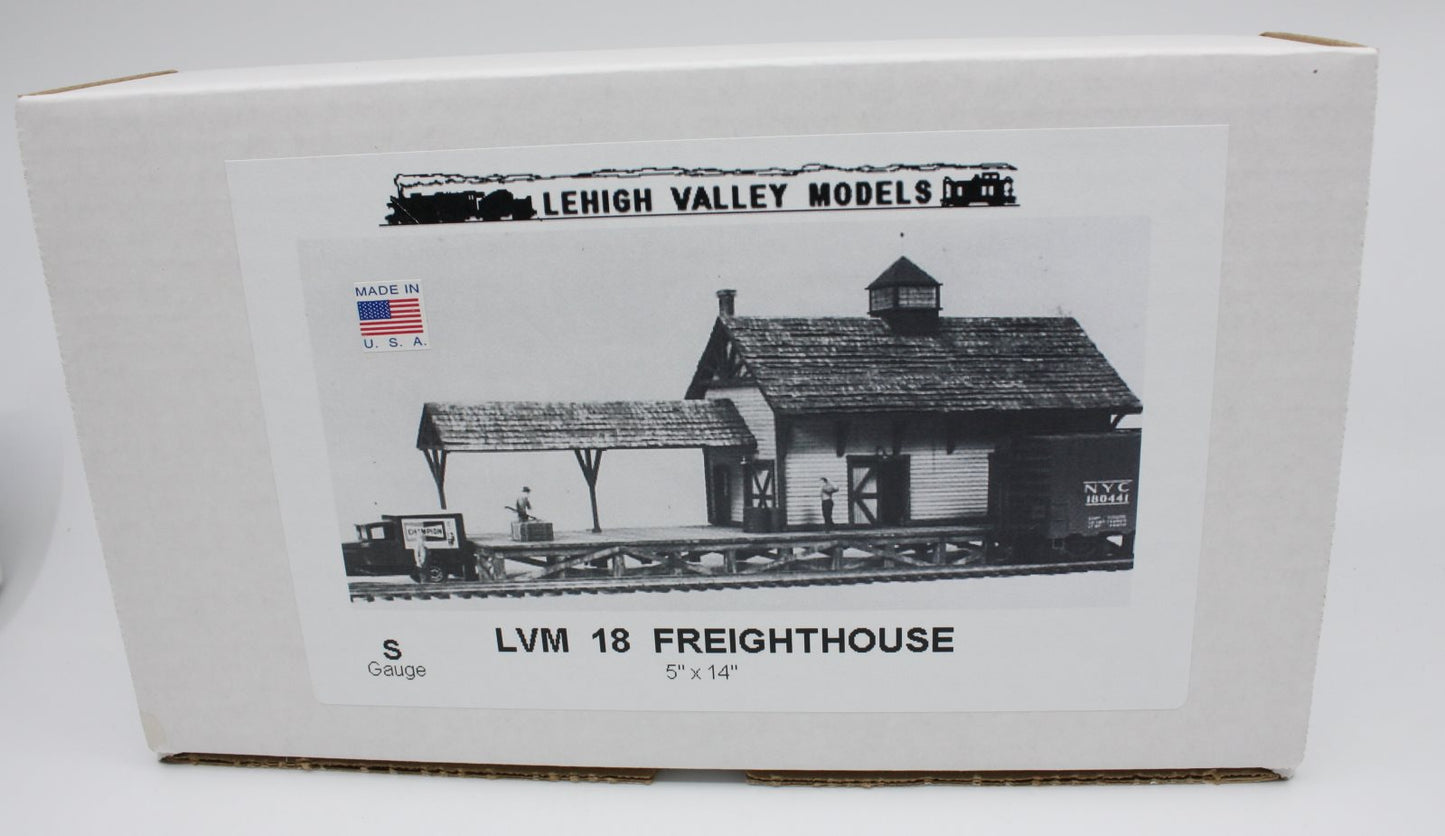 LEHIGH VALLEY MODELS
MADE IN
U. S. A.
CHAMPION
NYC
180441
S
Gauge
LVM 18 FREIGHTHOUSE
5" x 14"